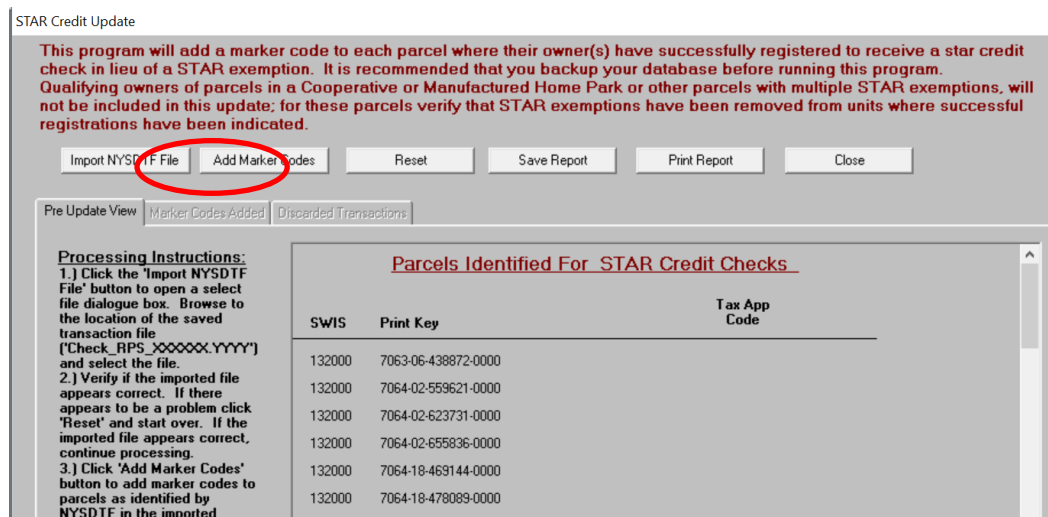 STAR Credit Update
This program will add a marker code to each parcel where their owner(s) have successfully registered to receive a star credit
check in lieu of a STAR exemption. It is recommended that you backup your database before running this program.
Qualifying owners of parcels in a Cooperative or Manufactured Home Park or other parcels with multiple STAR exemptions, will
not be included in this update; for these parcels verify that STAR exemptions have been removed from units where successful
registrations have been indicated.
Import NYSDTF File Add Marker Codes Reset Save Report Print Report Close
Pre Update View Marker Codes Added Discarded Transactions
Processing Instructions:
1.) Click the 'Import NYSDTF
File' button to open a select
file dialogue box. Browse to
the location of the saved
transaction file
('Check_RPS_XXXXXX.YYYY')
and select the file.
2.) Verify if the imported file
appears correct. If there
appears to be a problem click
'Reset' and start over. If the
imported file appears correct,
continue processing.
3.) Click 'Add Marker Codes'
button to add marker codes to
parcels as identified by
NYSDTF in the imported
Parcels Identified For STAR Credit Checks
Tax App
SWIS Print Key Code
132000 7063-06-438872-0000
132000 7064-02-559621-0000
132000 7064-02-623731-0000
132000 7064-02-655836-0000
132000 7064-18-469144-0000
132000 7064-18-478089-0000